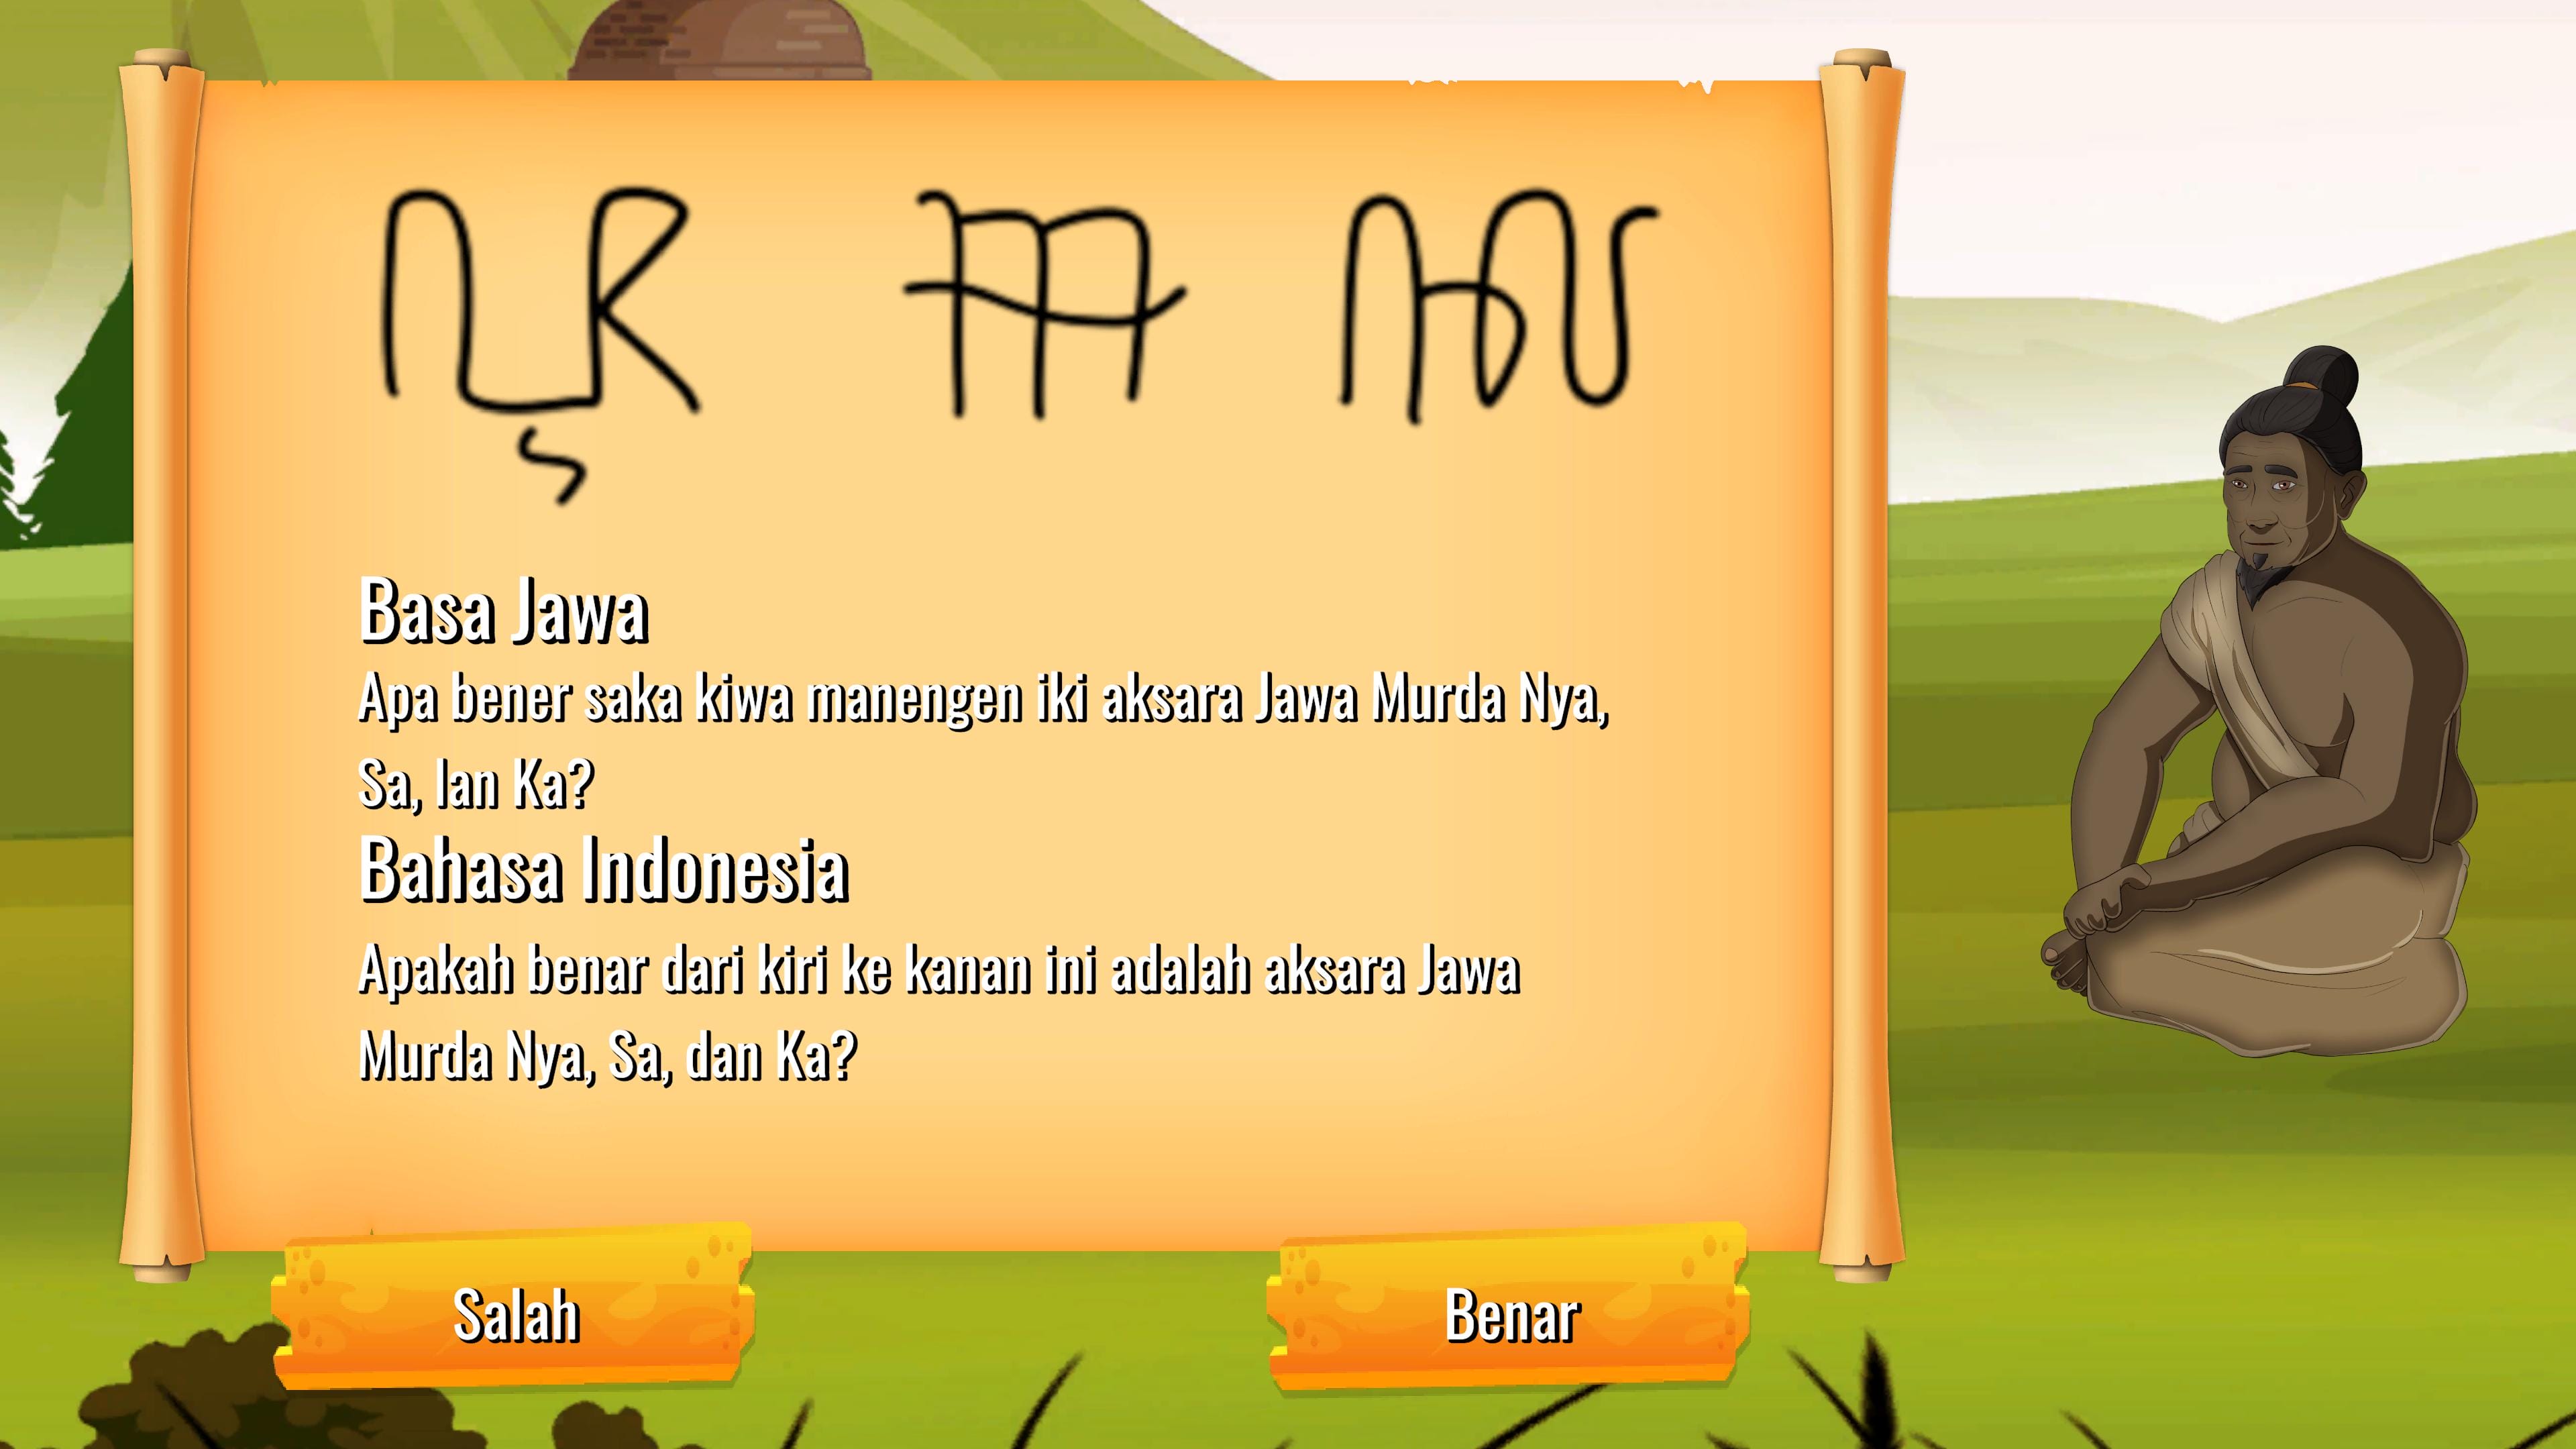 Basa Jawa
Apa bener saka kiwa manengen iki aksara Jawa Murda Nya,
Sa, lan Ka?
Bahasa Indonesia
Apakah benar dari kiri ke kanan ini adalah aksara Jawa
Murda Nya, Sa, dan Ka?
Salah
Benar